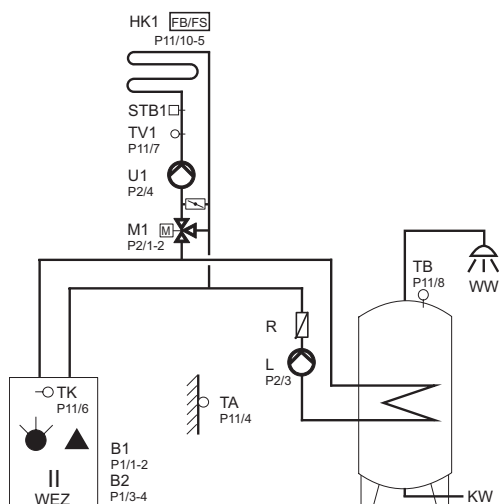 HK1 FB/FS
P11/10-5
STB1
TV1
P11/7
U1
P2/4
M1 M
P2/1-2
TB
P11/8
WW
R
L
P2/3
TK
P11/6
TA
P11/4
B1
P1/1-2
B2
P1/3-4
II
WEZ
KW